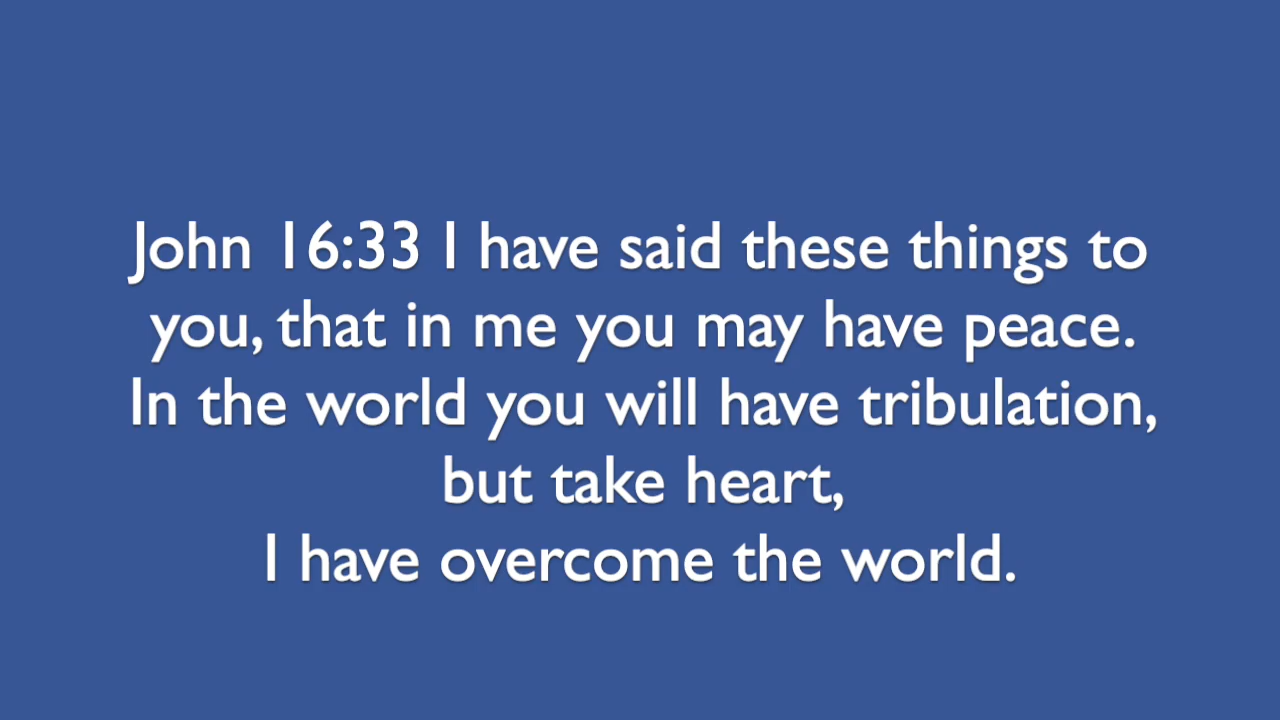 John 16:33 I have said these things to
you, that in me you may have peace.
In the world you will have tribulation,
but take heart,
I have overcome the world.